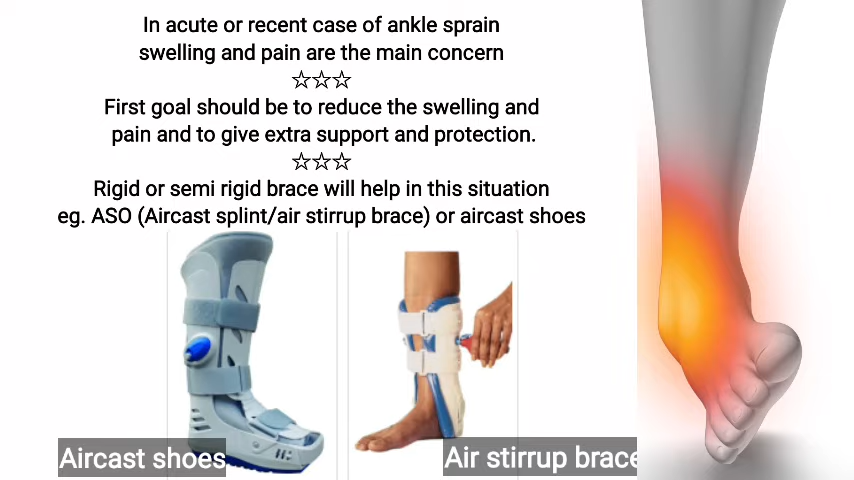 In acute or recent case of ankle sprain
swelling and pain are the main concern
☆☆☆
First goal should be to reduce the swelling and
pain and to give extra support and protection.
☆☆☆
Rigid or semi rigid brace will help in this situation
eg. ASO (Aircast splint/air stirrup brace) or aircast shoes
Aircast shoes
Air stirrup brace